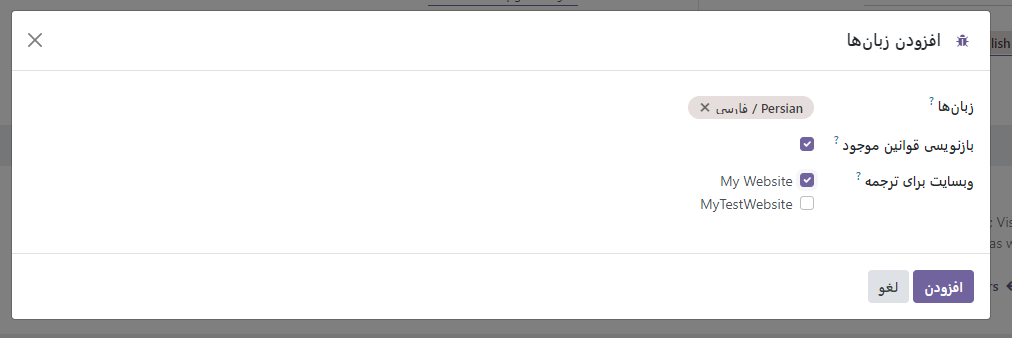 افزودن زبان‌ها
lish
زبان‌ها ?
Persian / فارسی
بازنویسی قوانین موجود ?
وبسایت برای ترجمه ?
My Website
MyTestWebsite
: Vis
as w
rs
افزودن
لغو